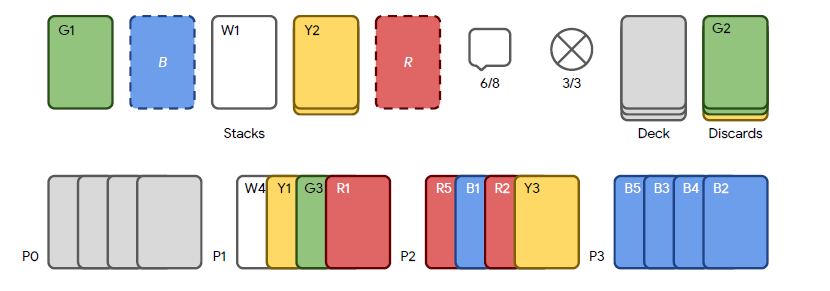 G1 B W1 Y2 R G2
6/8 3/3
Stacks Deck Discards
W4 Y1 G3 R1 R5 B1 R2 Y3 B5 B3 B4 B2
P0 P1 P2 P3